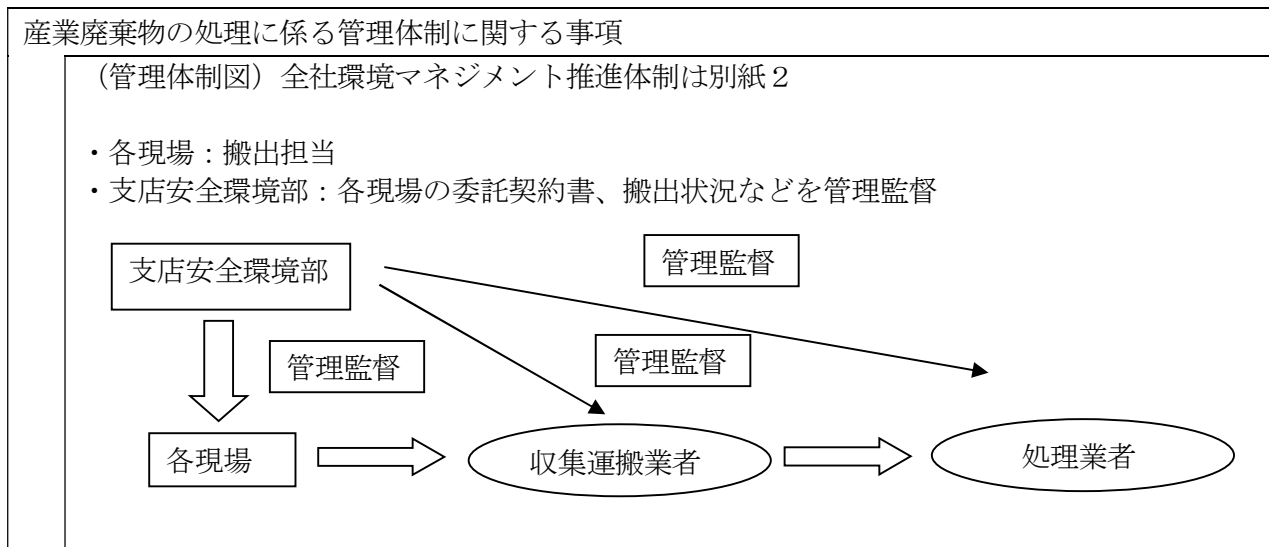 産業廃棄物の処理に係る管理体制に関する事項
（管理体制図）全社環境マネジメント推進体制は別紙２
・各現場：搬出担当
・支店安全環境部：各現場の委託契約書、搬出状況などを管理監督
支店安全環境部
管理監督
管理監督
管理監督
各現場
収集運搬業者
処理業者